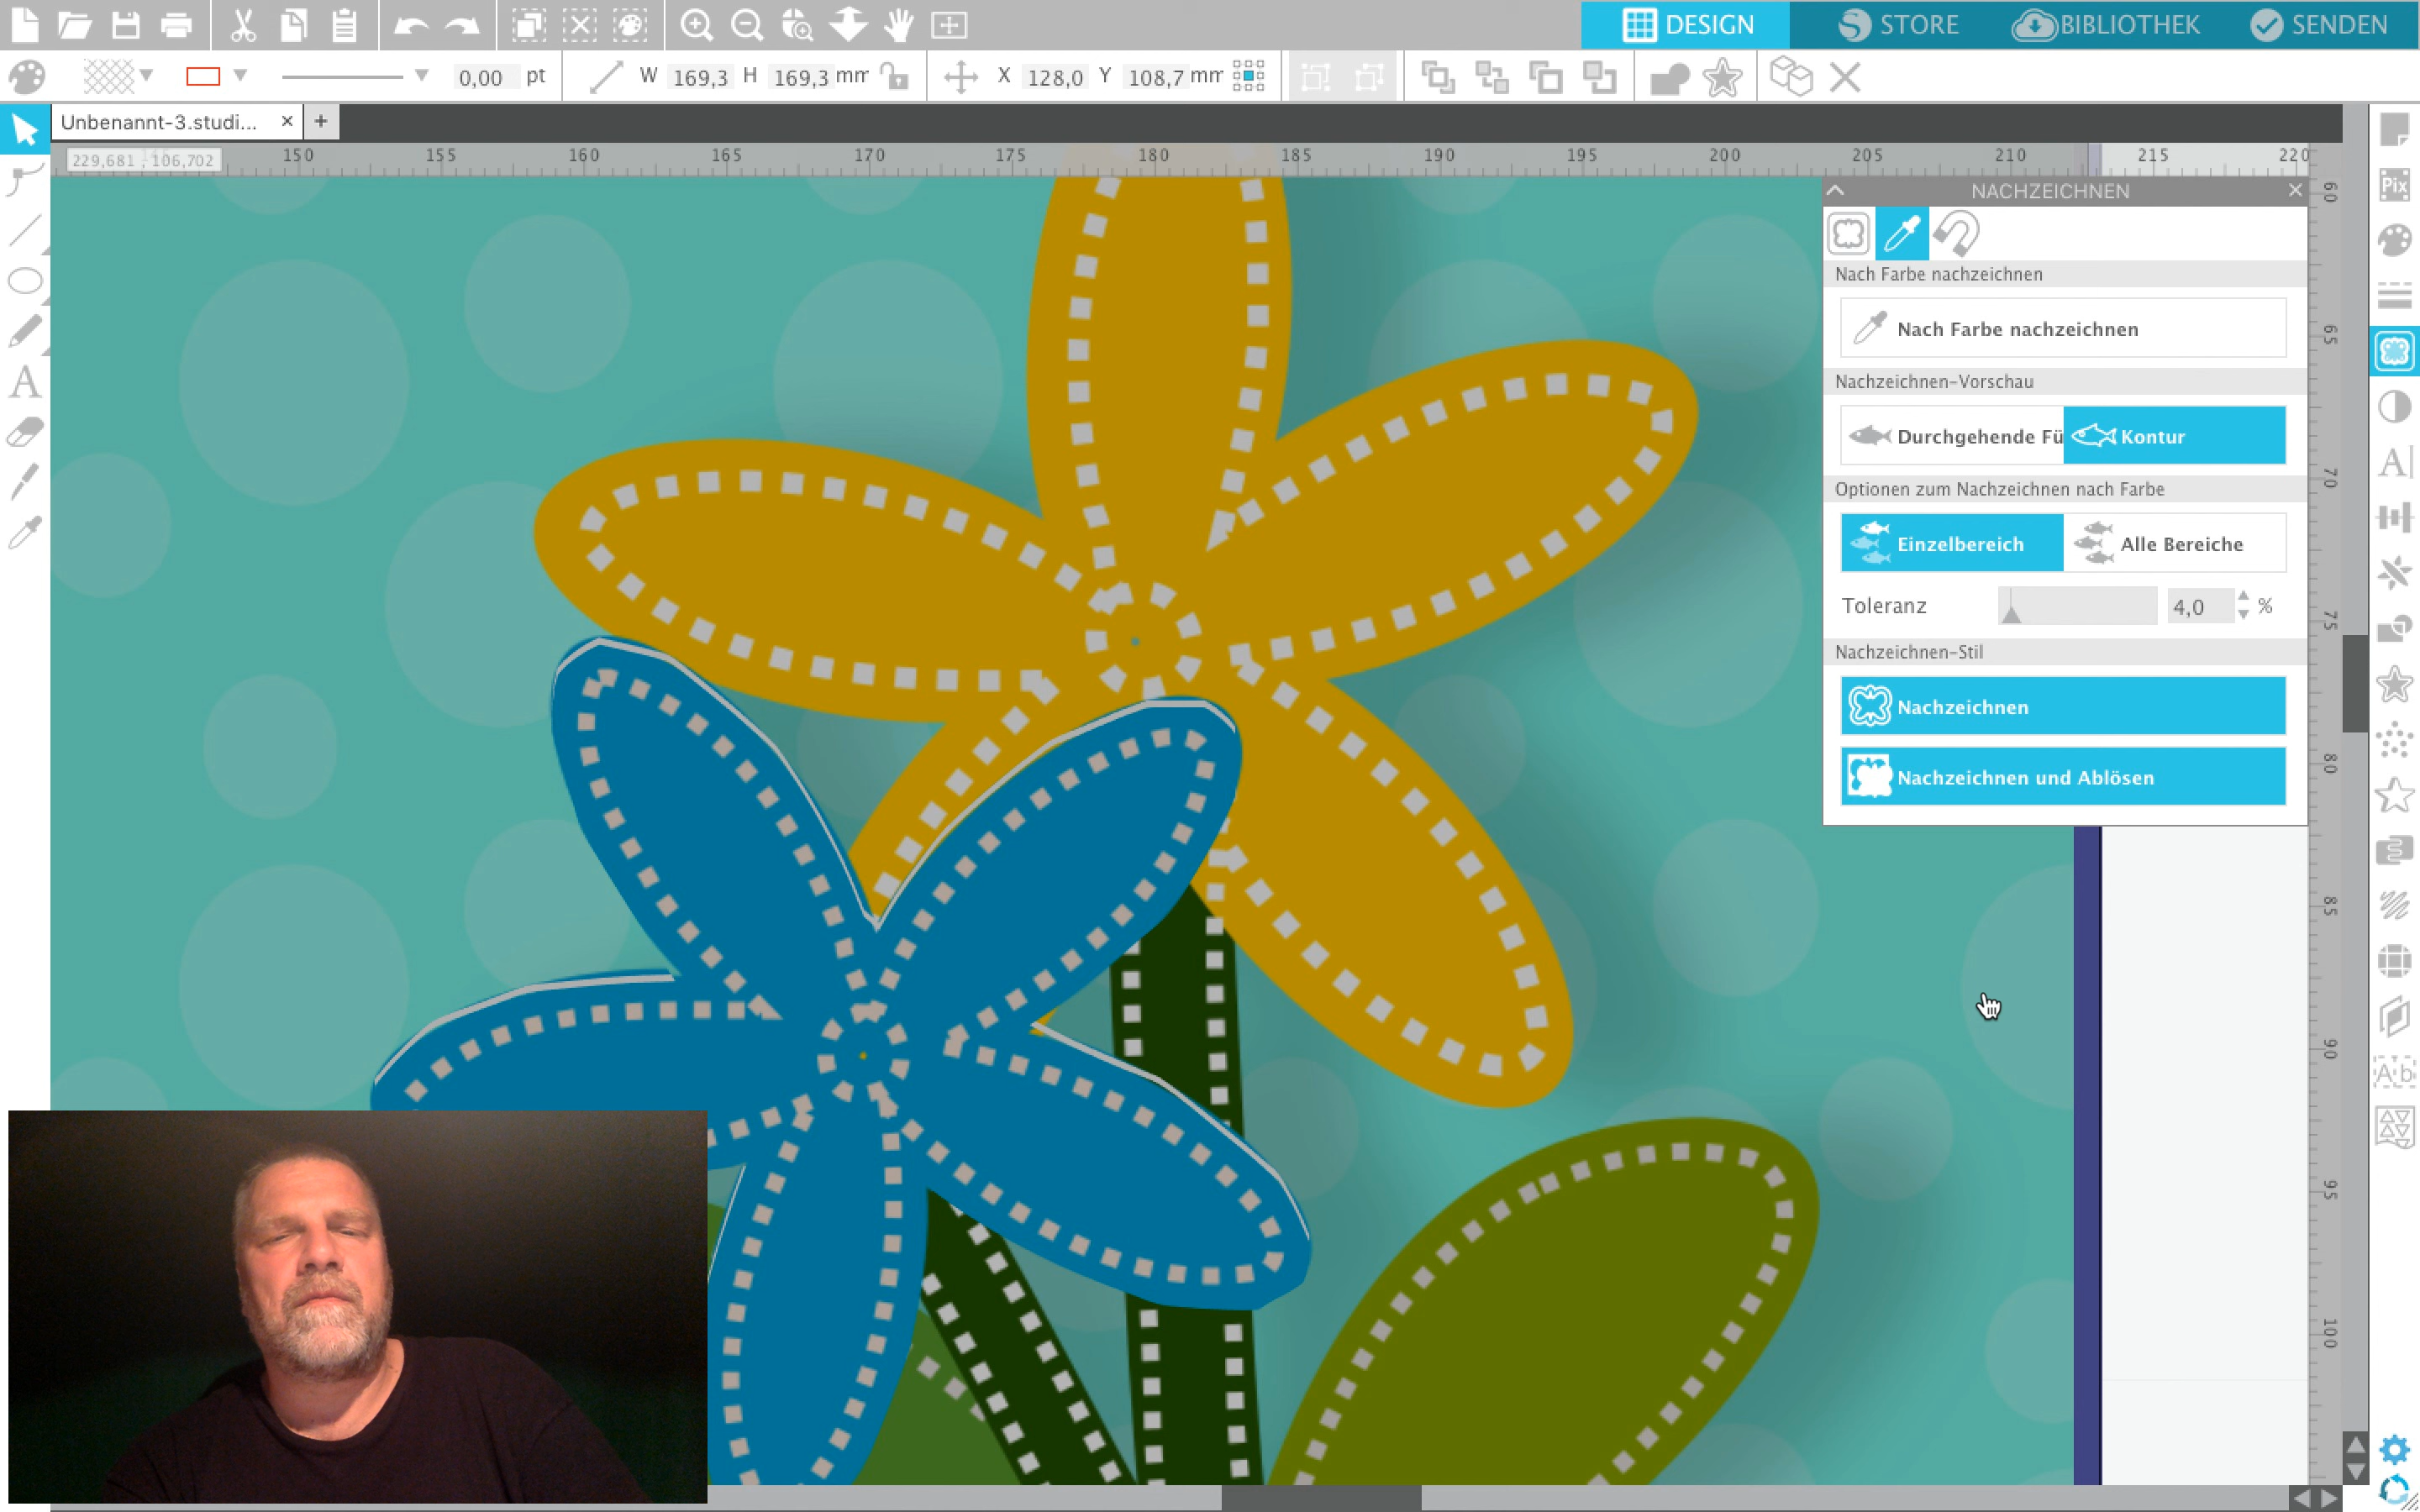 DESIGN STORE BIBLIOTHEK SENDEN
0,00 pt W 169,3 H 169,3 mm X 128,0 Y 108,7 mm
Unbenannt-3.studi... × +
229,681 , 106,702
150 155 160 165 170 175 180 185 190 195 200 205 210 215 220
NACHZEICHNEN
Nach Farbe nachzeichnen
Nach Farbe nachzeichnen
Nachzeichnen-Vorschau
Durchgehende Fü Kontur
Optionen zum Nachzeichnen nach Farbe
Einzelbereich Alle Bereiche
Toleranz 4,0 %
Nachzeichnen-Stil
Nachzeichnen
Nachzeichnen und Ablösen
60
65
70
75
80
85
90
95
100
Pix
A
A
Ab